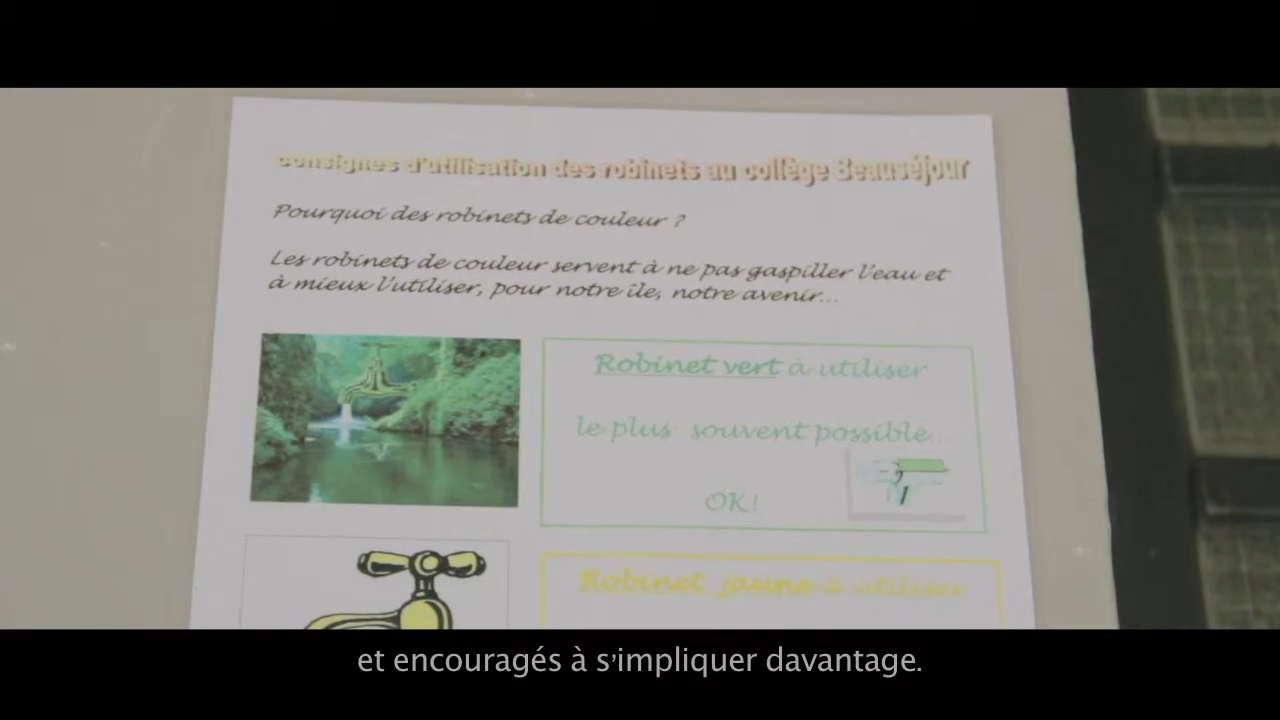 consignes d'utilisation des robinets au collège Beauséjour
Pourquoi des robinets de couleur ?
Les robinets de couleur servent à ne pas gaspiller l'eau et
à mieux l'utiliser, pour notre île, notre avenir...
Robinet vert à utiliser
le plus souvent possible...
OK!
Robinet jaune à utiliser
et encouragés à s'impliquer davantage.